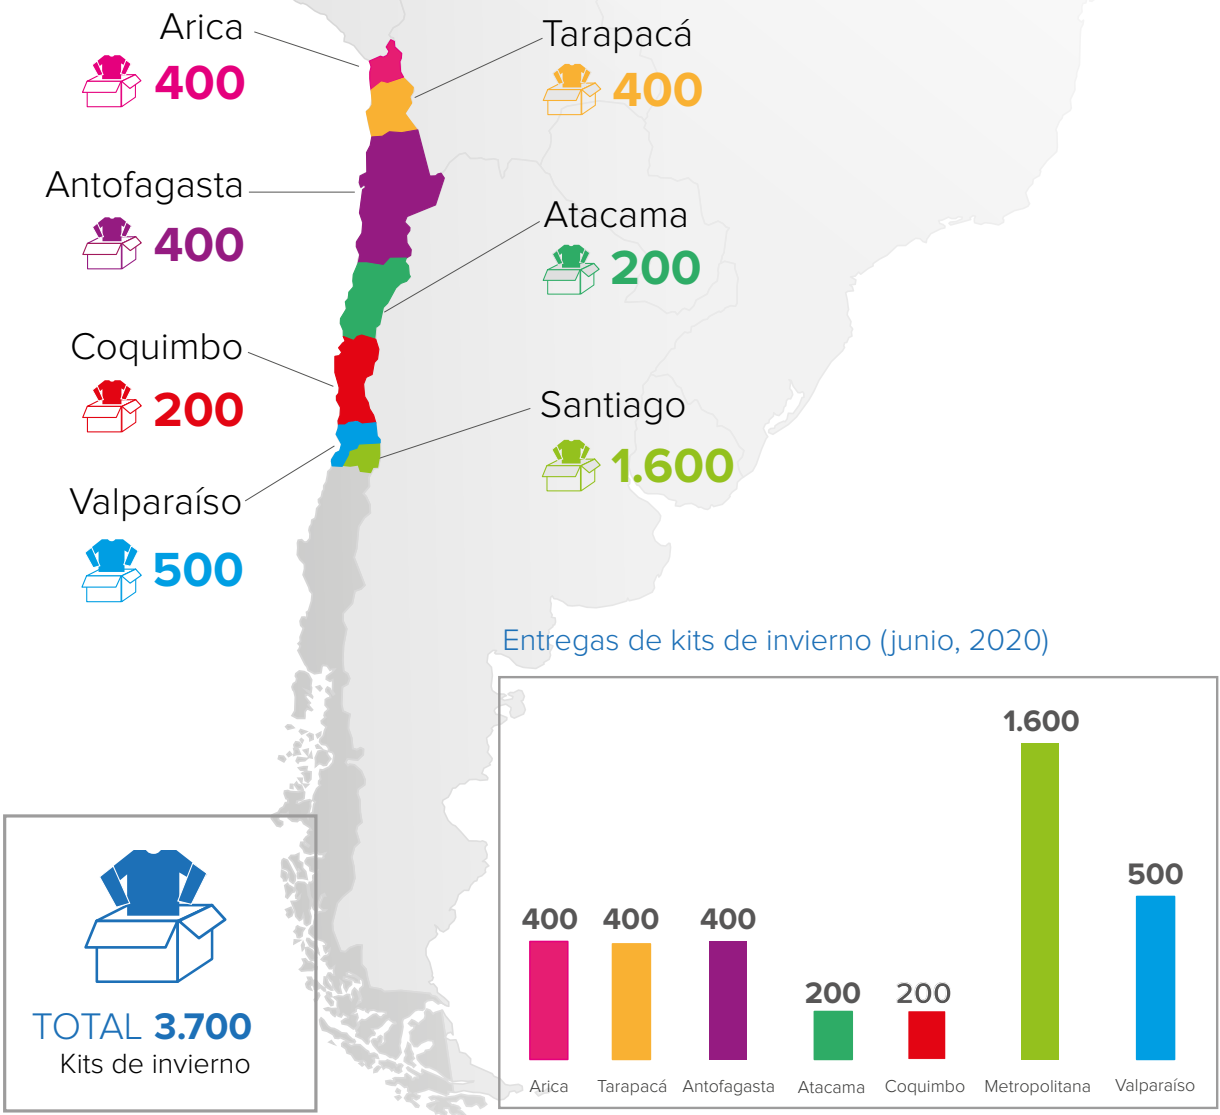 Arica
400
Tarapacá
400
Antofagasta
400
Atacama
200
Coquimbo
200
Santiago
1.600
Valparaíso
500
Entregas de kits de invierno (junio, 2020)
1.600
500
400 400 400
200 200
Arica Tarapacá Antofagasta Atacama Coquimbo Metropolitana Valparaíso
TOTAL 3.700
Kits de invierno